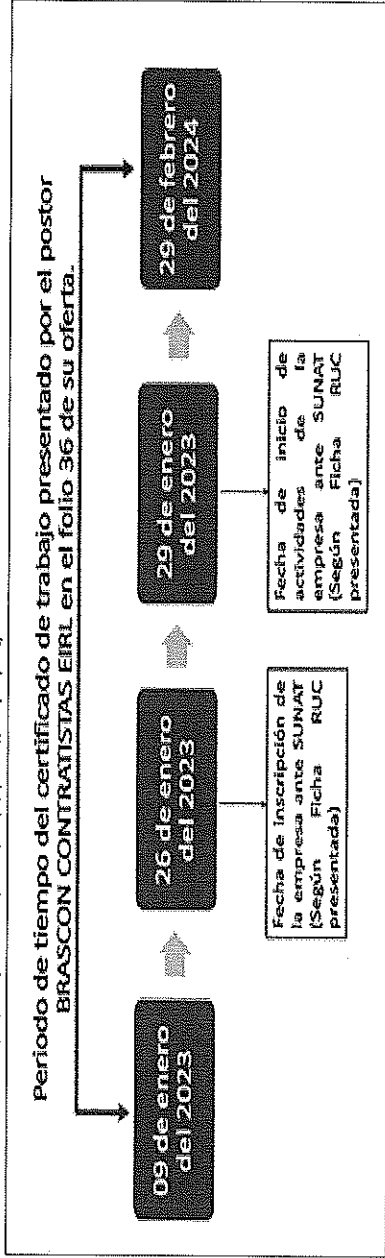 Periodo de tiempo del certificado de trabajo presentado por el postor
BRASCON CONTRATISTAS EIRL en el folio 36 de su oferta.
09 de enero
del 2023
26 de enero
del 2023
29 de enero
del 2023
29 de febrero
del 2024
Fecha de inscripción de
la empresa ante SUNAT
(Según Ficha RUC
presentada)
Fecha de inicio de
actividades de la
empresa ante SUNAT
(Según Ficha RUC
presentada)